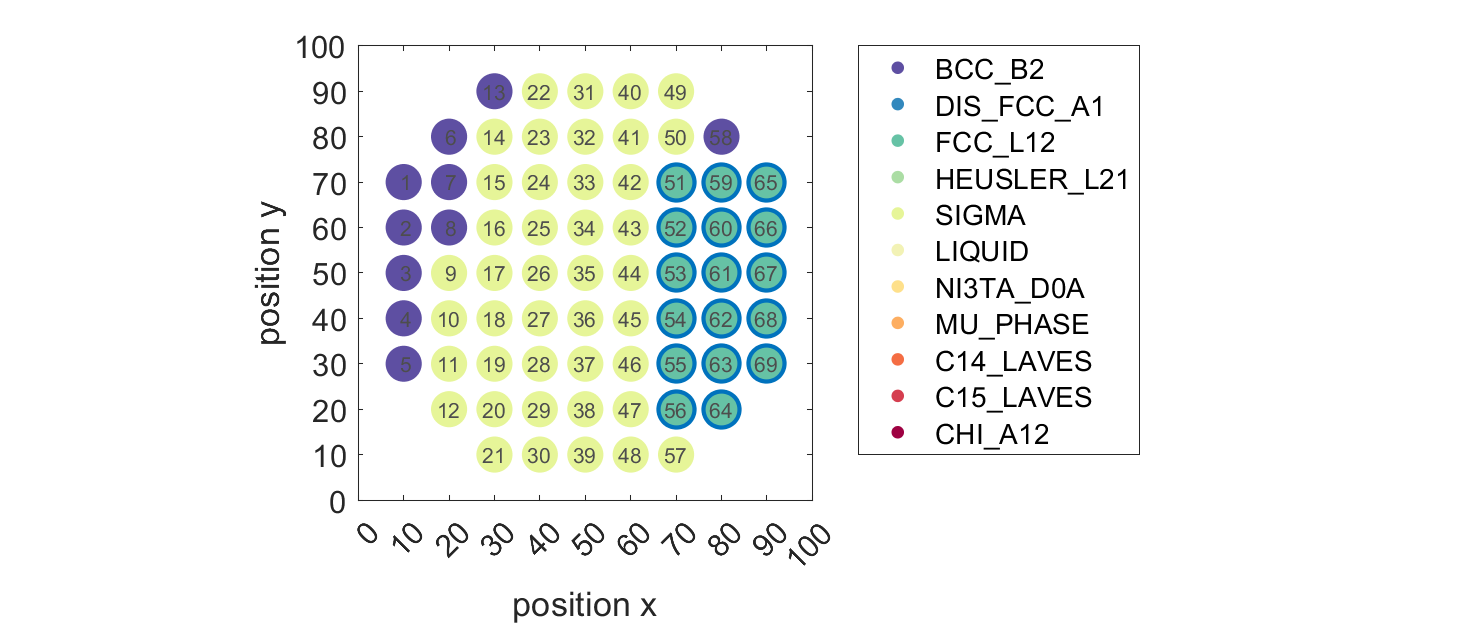 100
90 13 22 31 40 49
80 6 14 23 32 41 50 58
70 1 7 15 24 33 42 51 59 65
60 2 8 16 25 34 43 52 60 66
50 3 9 17 26 35 44 53 61 67
40 4 10 18 27 36 45 54 62 68
30 5 11 19 28 37 46 55 63 69
20 12 20 29 38 47 56 64
10 21 30 39 48 57
0
position y
0 10 20 30 40 50 60 70 80 90 100
position x
BCC_B2
DIS_FCC_A1
FCC_L12
HEUSLER_L21
SIGMA
LIQUID
NI3TA_D0A
MU_PHASE
C14_LAVES
C15_LAVES
CHI_A12